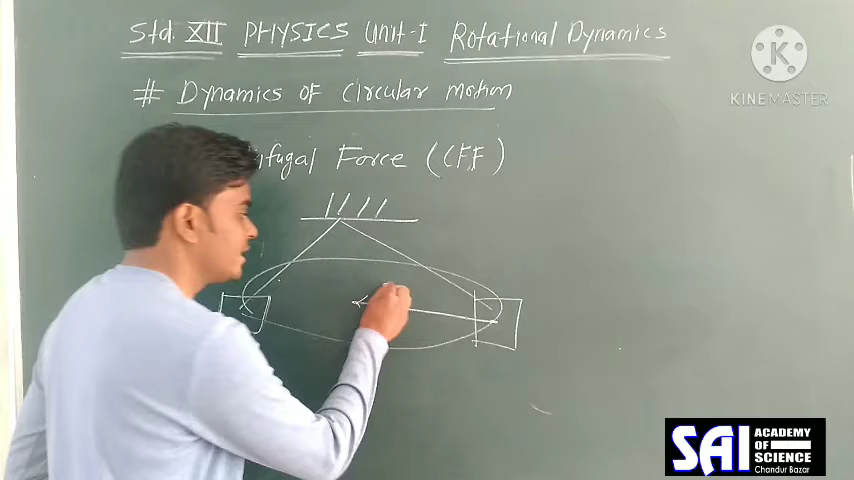 Std. XII PHYSICS Unit-I Rotational Dynamics
# Dynamics OF Circular motion
Force (CFF)
K
KINEMASTER
SAI ACADEMY OF SCIENCE
Chandur Bazar